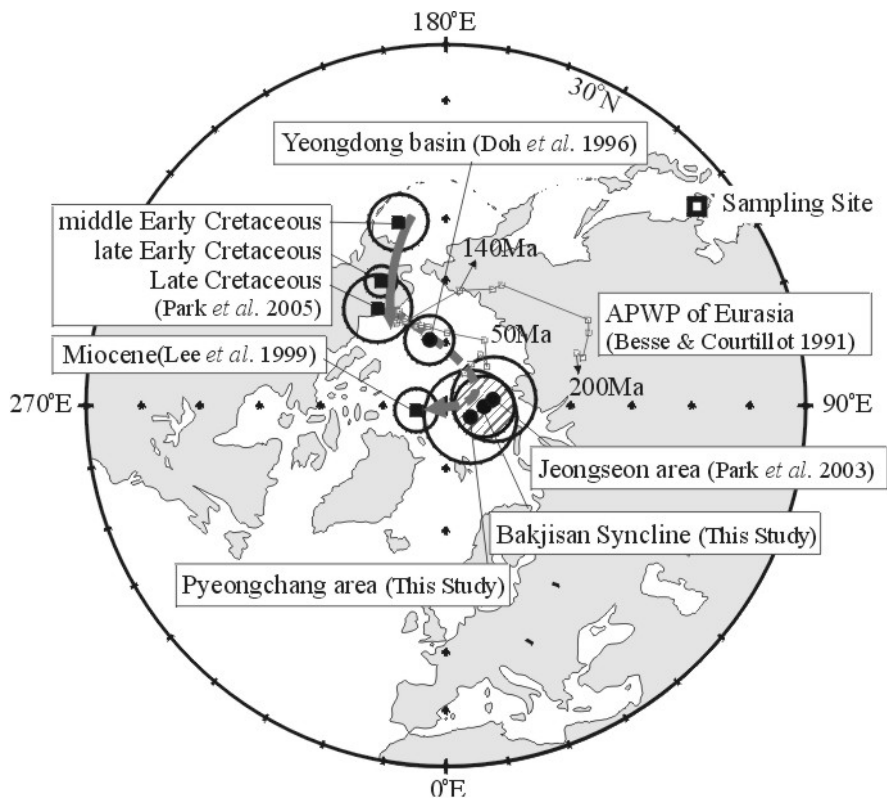 180°E
30°N
Yeongdong basin (Doh et al. 1996)
Sampling Site
middle Early Cretaceous
late Early Cretaceous
Late Cretaceous
(Park et al. 2005)
140Ma
APWP of Eurasia
(Besse & Courtillot 1991)
50Ma
Miocene(Lee et al. 1999)
200Ma
270°E
90°E
Jeongseon area (Park et al. 2003)
Bakjisan Syncline (This Study)
Pyeongchang area (This Study)
0°E